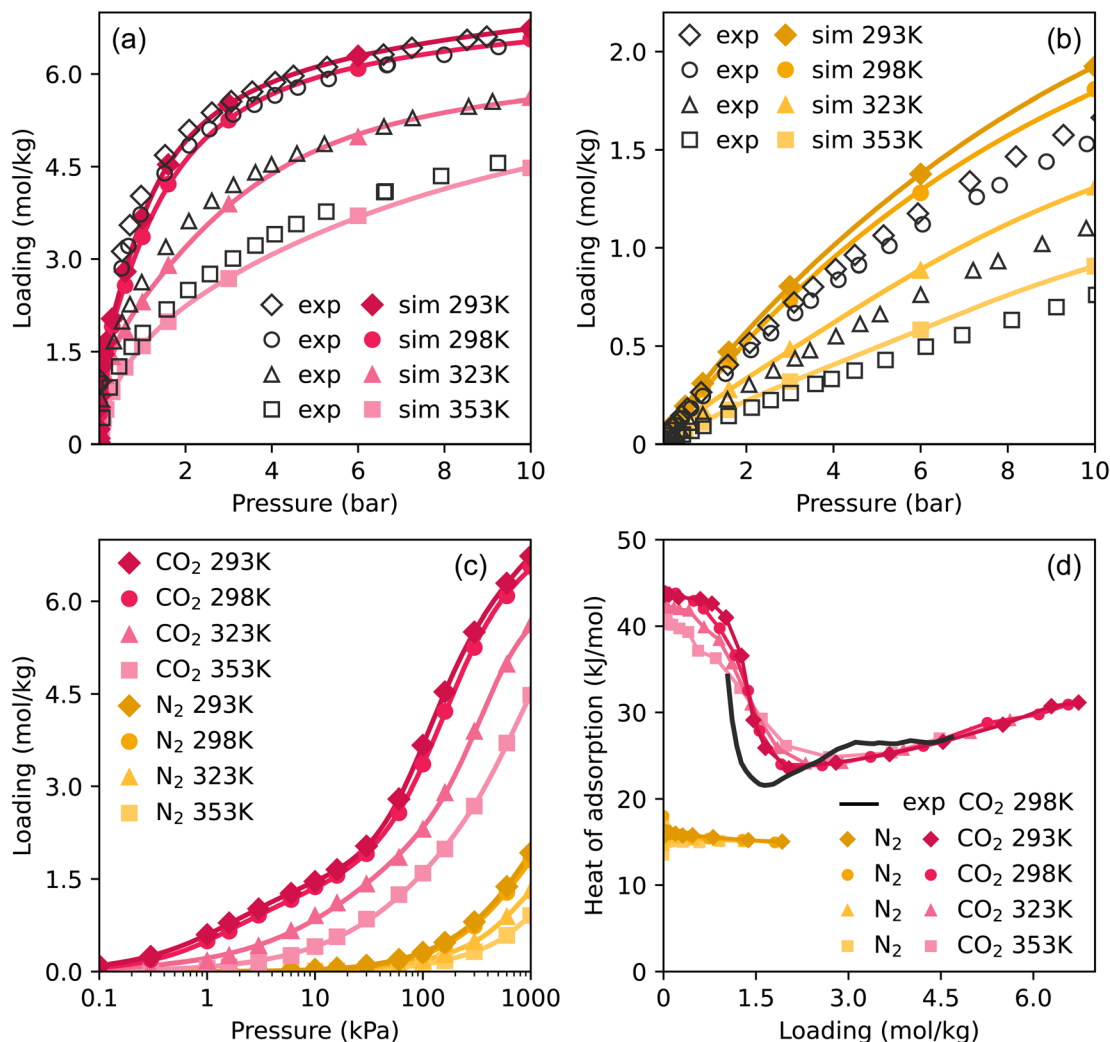 (a)
6.0
4.5
3.0
1.5
0
Loading (mol/kg)
exp sim 293K
exp sim 298K
exp sim 323K
exp sim 353K
2 4 6 8 10
Pressure (bar)
(b)
2.0
1.5
1.0
0.5
0
Loading (mol/kg)
exp sim 293K
exp sim 298K
exp sim 323K
exp sim 353K
2 4 6 8 10
Pressure (bar)
(c)
6.0
4.5
3.0
1.5
0.0
Loading (mol/kg)
CO₂ 293K
CO₂ 298K
CO₂ 323K
CO₂ 353K
N₂ 293K
N₂ 298K
N₂ 323K
N₂ 353K
0.1 1 10 100 1000
Pressure (kPa)
(d)
50
40
30
20
10
0
Heat of adsorption (kJ/mol)
exp CO₂ 298K
N₂ CO₂ 293K
N₂ CO₂ 298K
N₂ CO₂ 323K
N₂ CO₂ 353K
0 1.5 3.0 4.5 6.0
Loading (mol/kg)